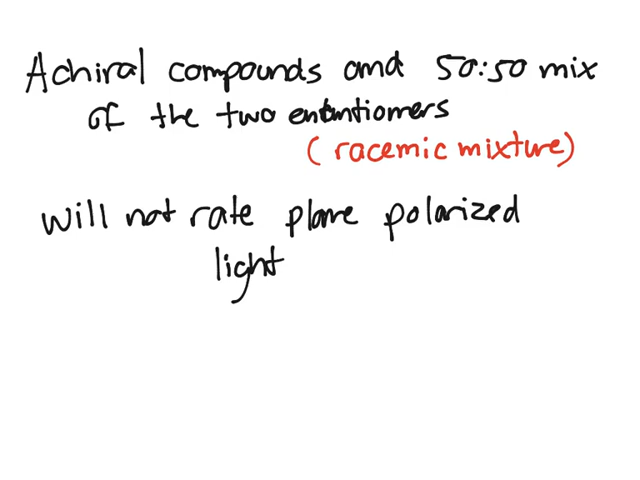 Achiral compounds and 50:50 mix
of the two enantiomers
(racemic mixture)
will not rate plane polarized
light